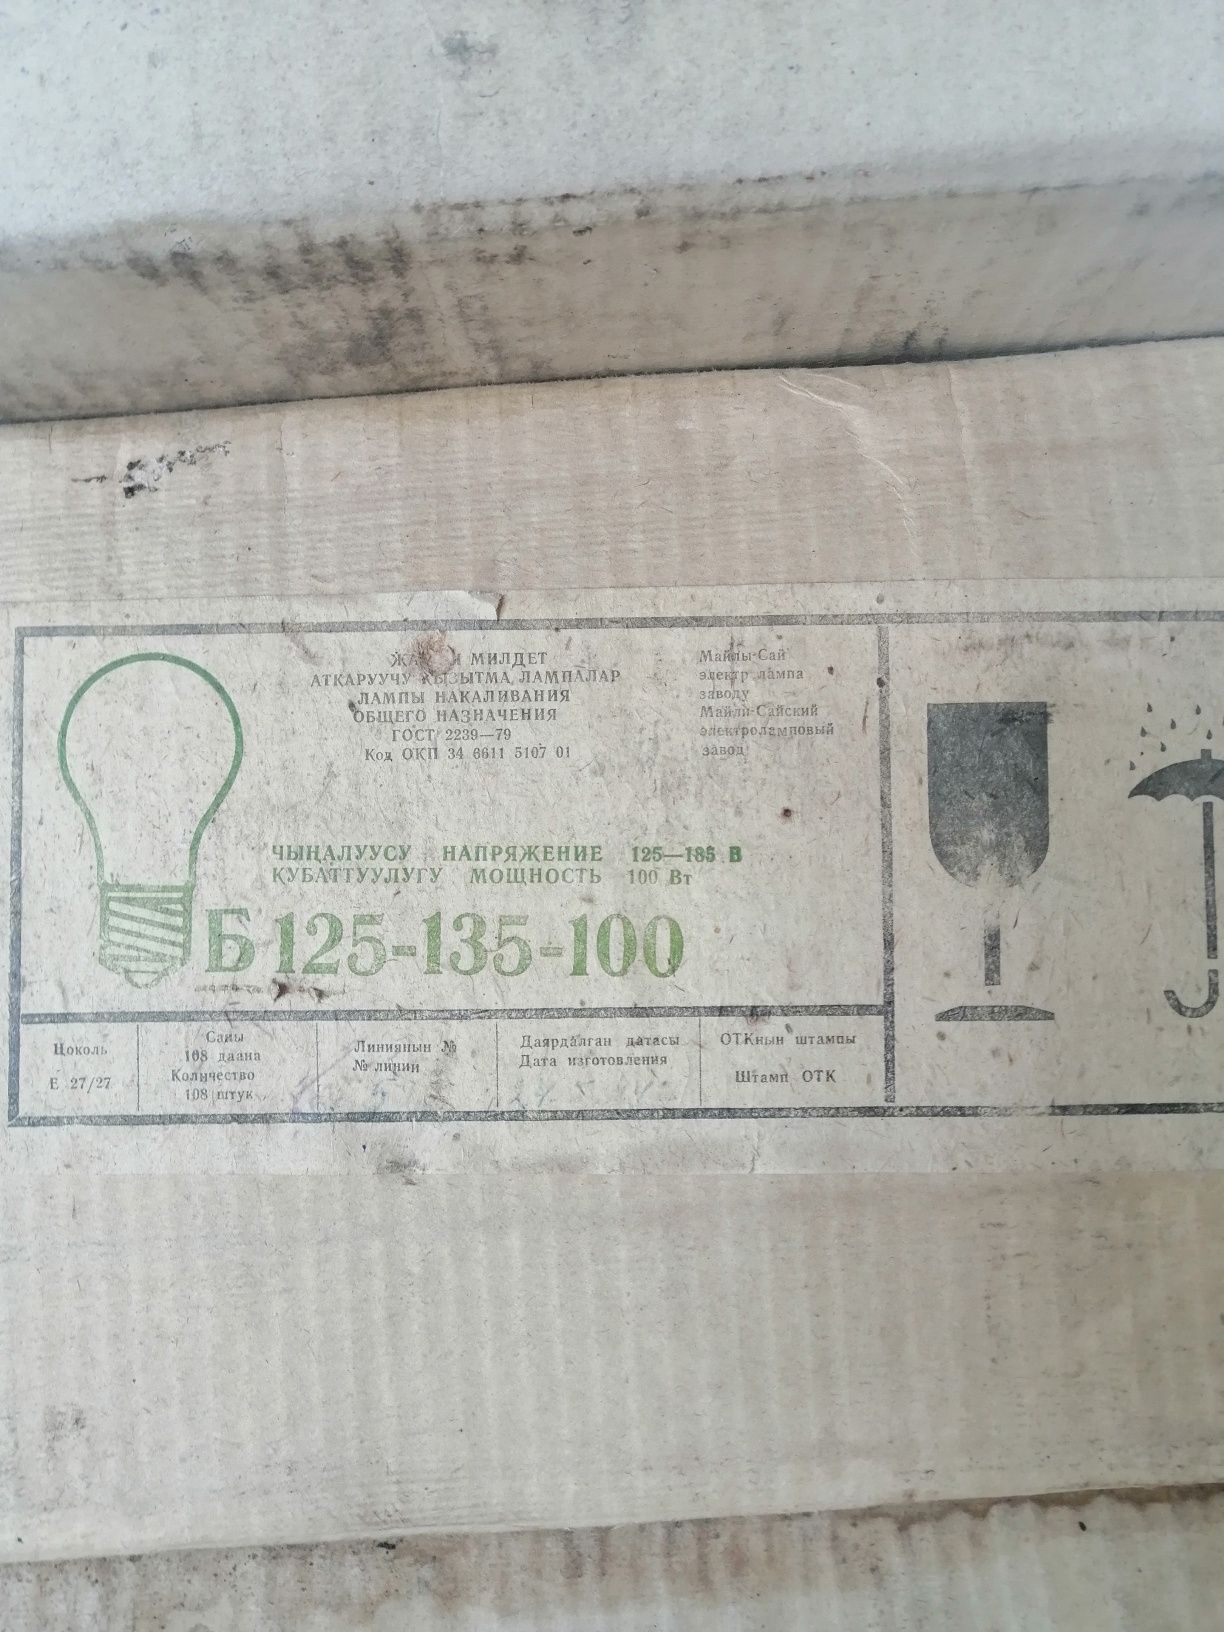 МИЛДЕТ
АТКАРУУЧУ КЫЗЫТМА ЛАМПАЛАР
ЛАМПЫ НАКАЛИВАНИЯ
ОБЩЕГО НАЗНАЧЕНИЯ
ГОСТ 2239—79
Код ОКП 34 6611 5107 01
Майлы-Сай
электр лампа
заводу
Майли-Сайский
электроламповый
завод
ЧЫҢАЛУУСУ НАПРЯЖЕНИЕ 125—135 В
КУБАТТУУЛУГУ МОЩНОСТЬ 100 Вт
Б 125-135-100
Цоколь
Е 27/27
Саны
108 даана
Количество
108 штук
Линиянын №
№ линии
Даярдалган датасы
Дата изготовления
ОТКнын штампы
Штамп ОТК